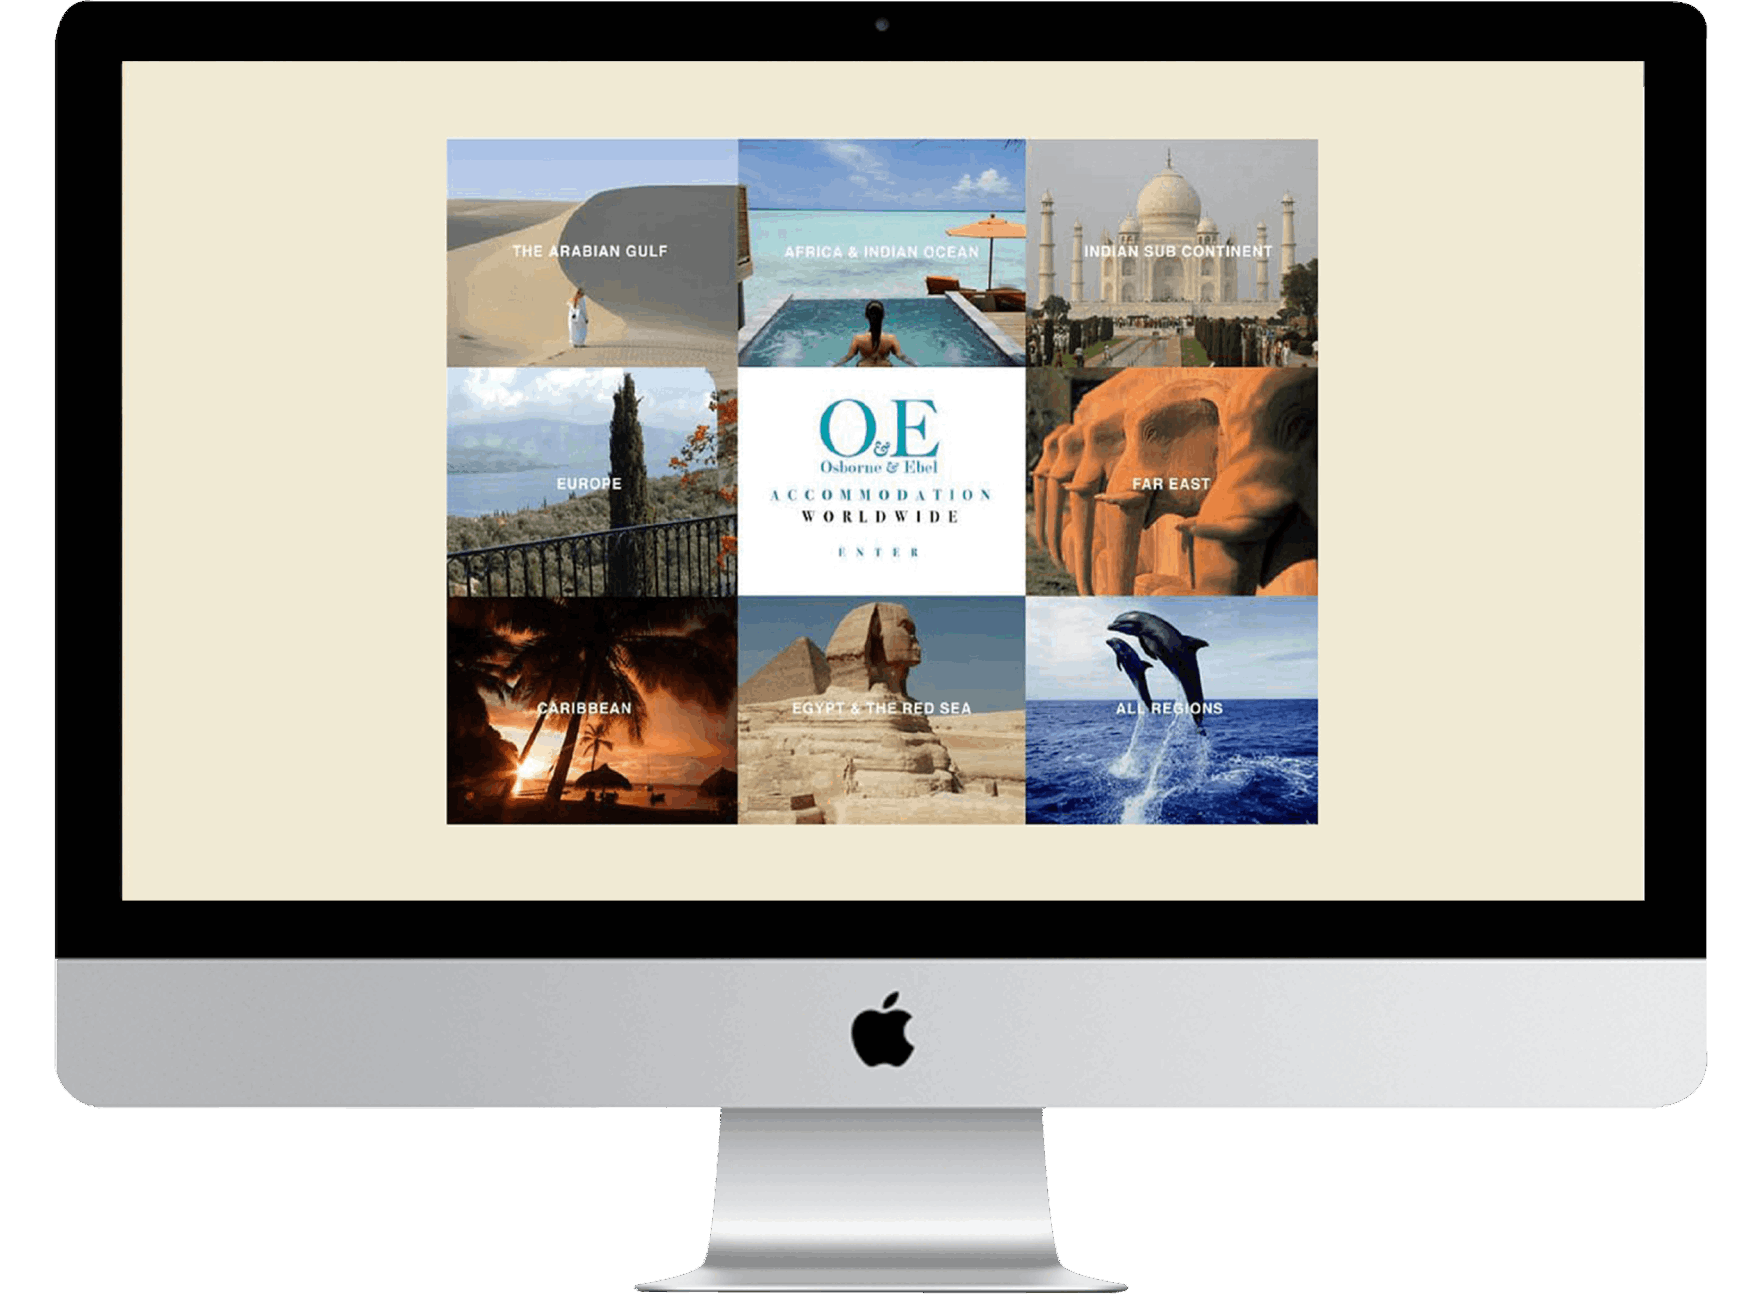 THE ARABIAN GULF
AFRICA & INDIAN OCEAN
INDIAN SUB CONTINENT
EUROPE
O&E
Osborne & Ebel
ACCOMMODATION
WORLDWIDE
ENTER
FAR EAST
CARIBBEAN
EGYPT & THE RED SEA
ALL REGIONS